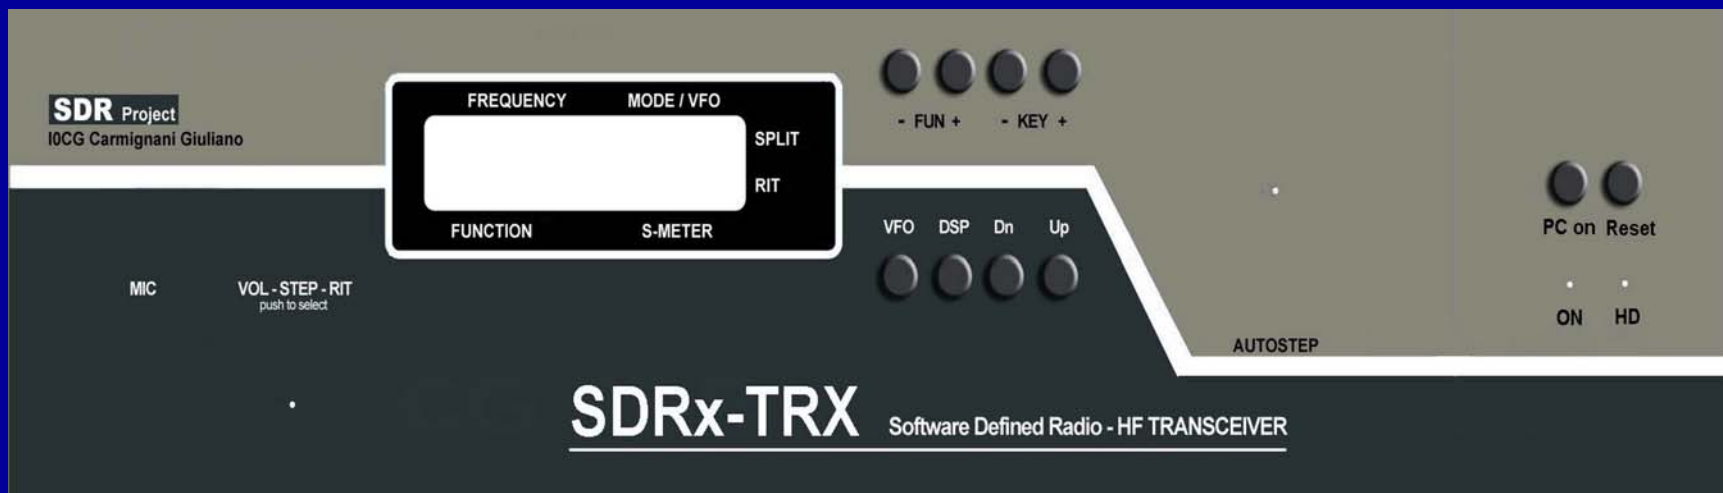 SDR Project
I0CG Carmignani Giuliano
FREQUENCY MODE / VFO
SPLIT
RIT
FUNCTION S-METER
- FUN + - KEY +
VFO DSP Dn Up
PC on Reset
ON HD
MIC
VOL - STEP - RIT
push to select
AUTOSTEP
SDRx-TRX Software Defined Radio - HF TRANSCEIVER